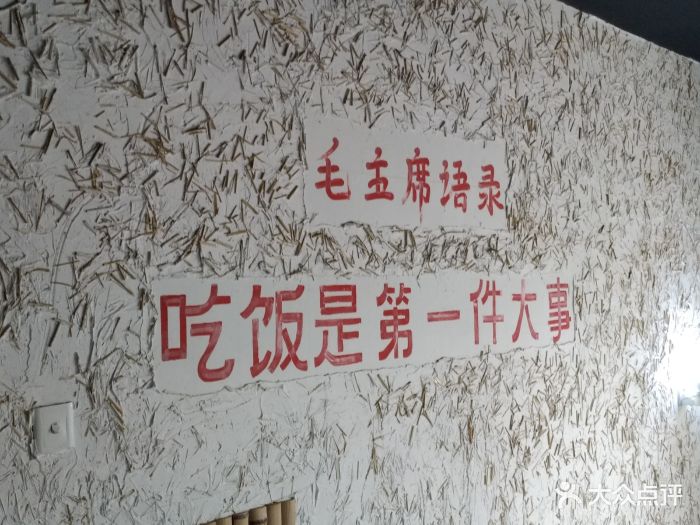 毛主席语录
吃饭是第一件大事
大众点评